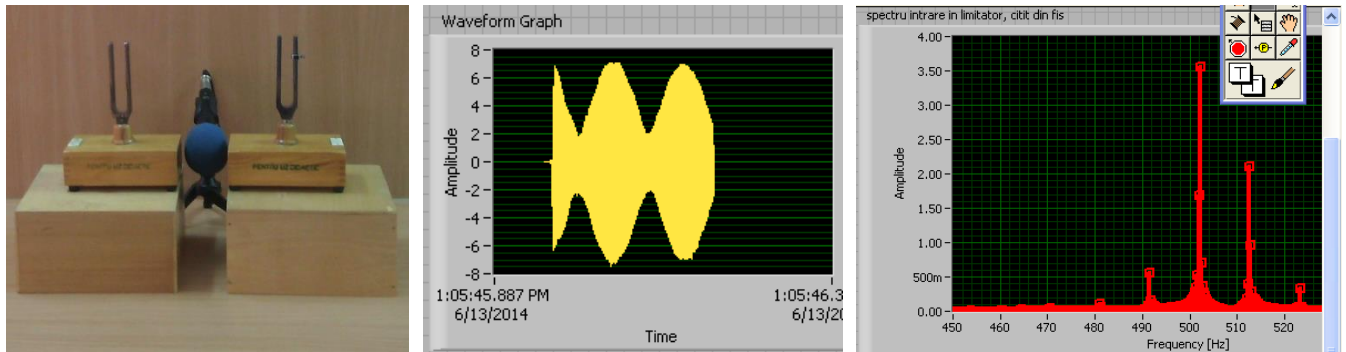 Waveform Graph
8
6
4
2
0
-2
-4
-6
-8
Amplitude
1:05:45.887 PM
6/13/2014
1:05:46.3
6/13/20
Time
spectru intrare in limitator, citit din fis
4.00
3.50
3.00
2.50
2.00
1.50
1.00
500m
0.00
Amplitude
450 460 470 480 490 500 510 520
Frequency [Hz]
T
P